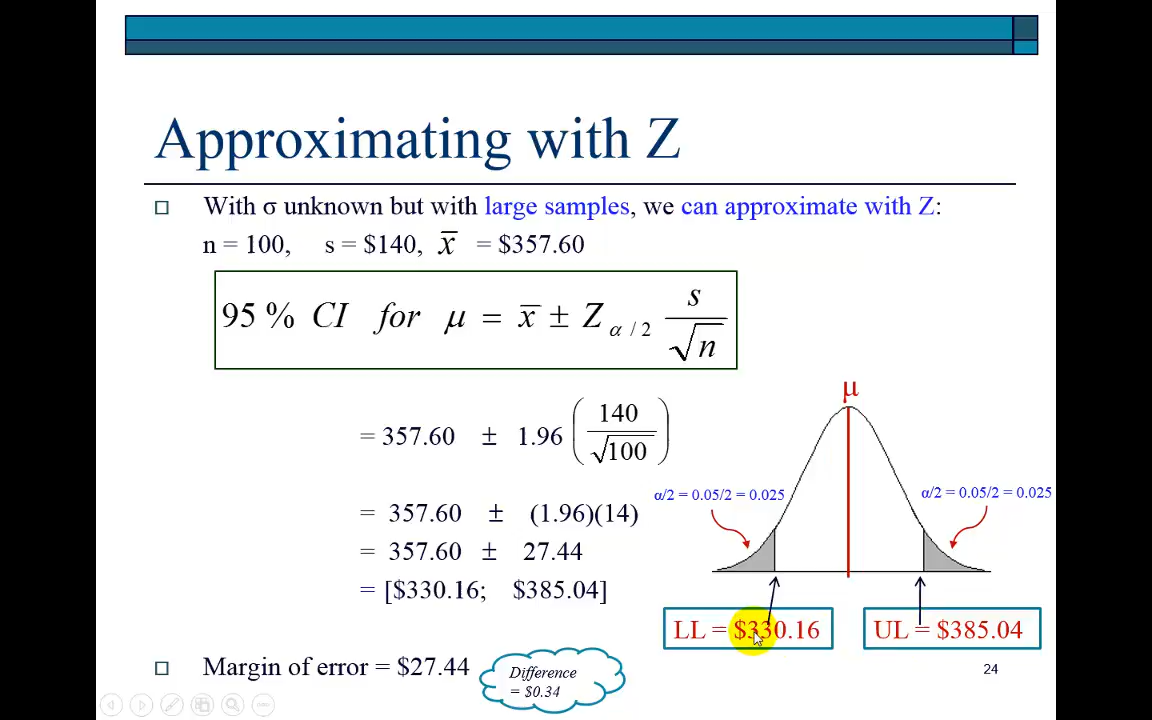 Approximating with Z
With σ unknown but with large samples, we can approximate with Z:
n = 100, s = $140, x̅ = $357.60
95 % CI for μ = x̅ ± Z α / 2 s / √n
= 357.60 ± 1.96 (140 / √100)
= 357.60 ± (1.96)(14)
= 357.60 ± 27.44
= [$330.16; $385.04]
μ
α/2 = 0.05/2 = 0.025
α/2 = 0.05/2 = 0.025
LL = $330.16
UL = $385.04
Margin of error = $27.44
Difference
= $0.34
24